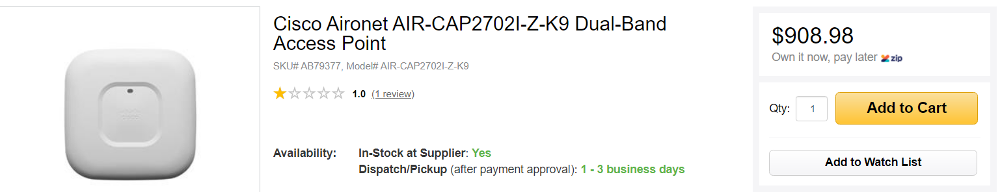 Cisco Aironet AIR-CAP2702I-Z-K9 Dual-Band
Access Point
SKU# AB79377, Model# AIR-CAP2702I-Z-K9
1.0 (1 review)
Availability: In-Stock at Supplier: Yes
Dispatch/Pickup (after payment approval): 1 - 3 business days
$908.98
Own it now, pay later zip
Qty: 1 Add to Cart
Add to Watch List